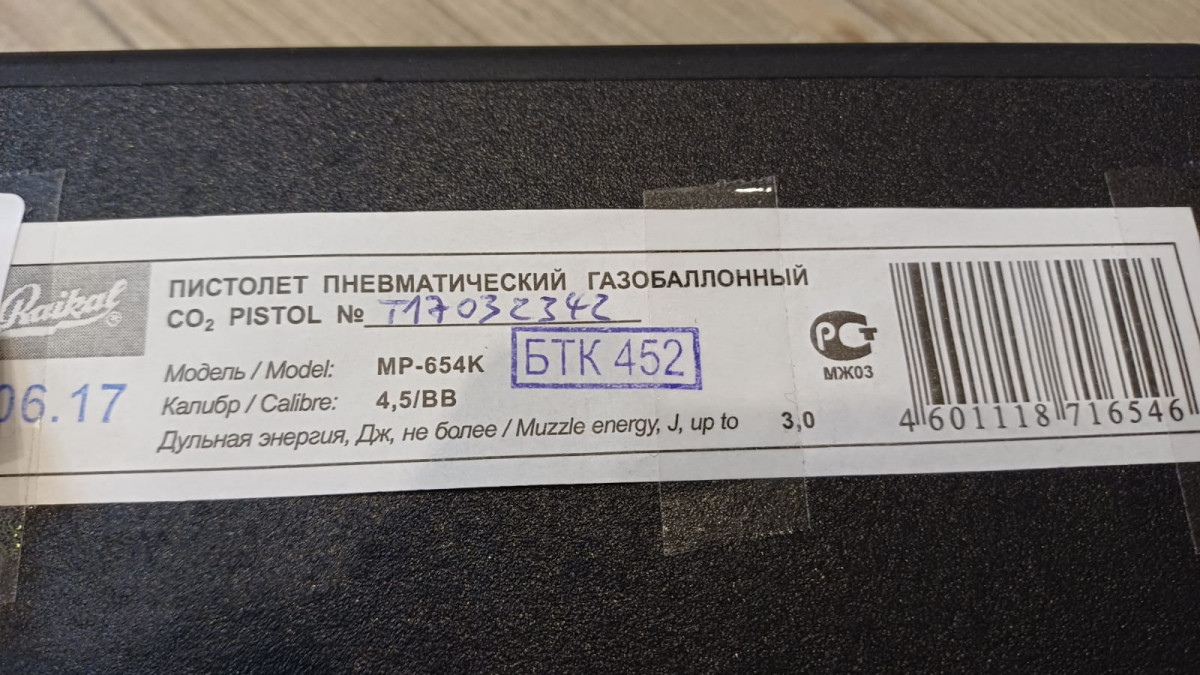 Baikal®
ПИСТОЛЕТ ПНЕВМАТИЧЕСКИЙ ГАЗОБАЛЛОННЫЙ
CO₂ PISTOL № T17032342
Модель / Model: MP-654K
БТК 452
06.17
Калибр / Calibre: 4,5/BB
Дульная энергия, Дж, не более / Muzzle energy, J, up to 3,0
РСТ
МЖ03
4 601118 716546